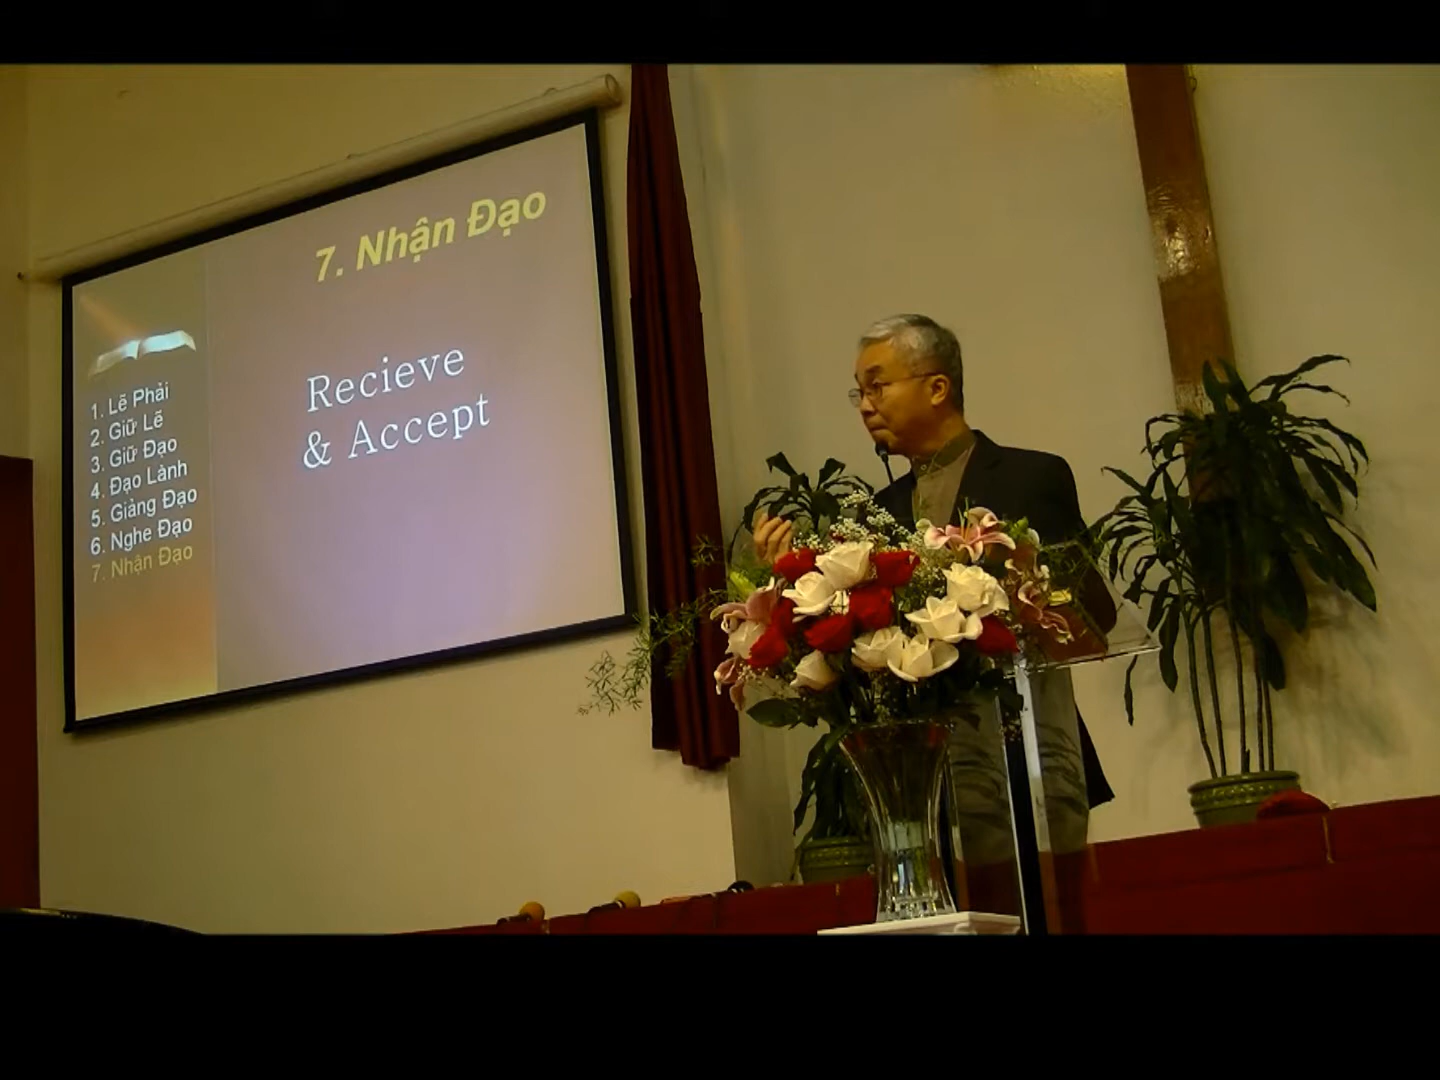 7. Nhận Đạo
Recieve
& Accept
1. Lẽ Phải
2. Giữ Lẽ
3. Giữ Đạo
4. Đạo Lành
5. Giảng Đạo
6. Nghe Đạo
7. Nhận Đạo